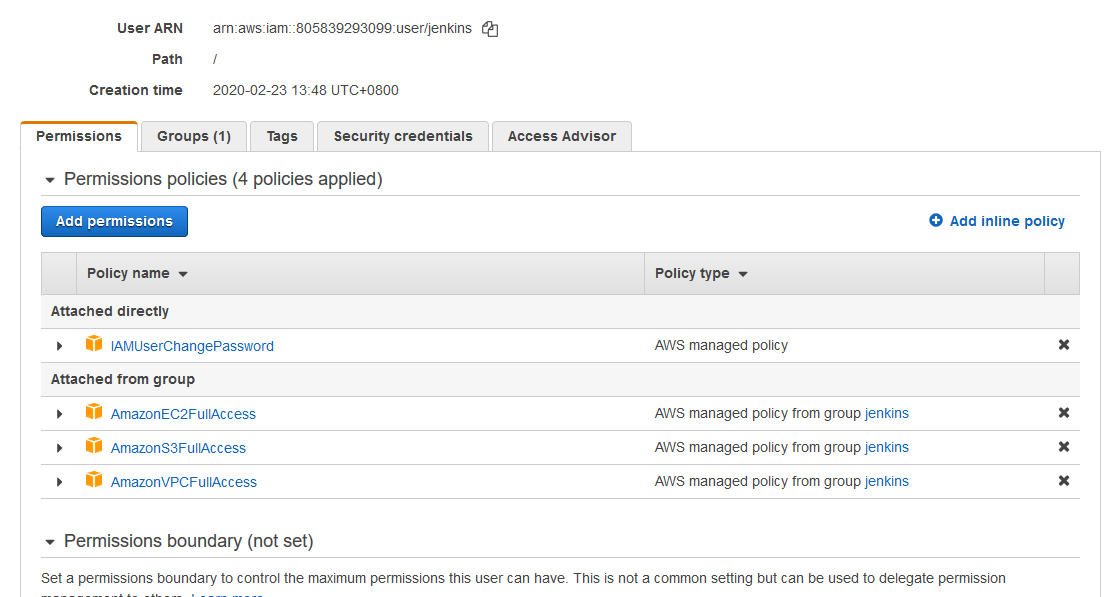 User ARN arn:aws:iam::805839293099:user/jenkins
Path /
Creation time 2020-02-23 13:48 UTC+0800
Permissions Groups (1) Tags Security credentials Access Advisor
Permissions policies (4 policies applied)
Add permissions Add inline policy
Policy name Policy type
Attached directly
IAMUserChangePassword AWS managed policy
Attached from group
AmazonEC2FullAccess AWS managed policy from group jenkins
AmazonS3FullAccess AWS managed policy from group jenkins
AmazonVPCFullAccess AWS managed policy from group jenkins
Permissions boundary (not set)
Set a permissions boundary to control the maximum permissions this user can have. This is not a common setting but can be used to delegate permission
management to others. Learn more